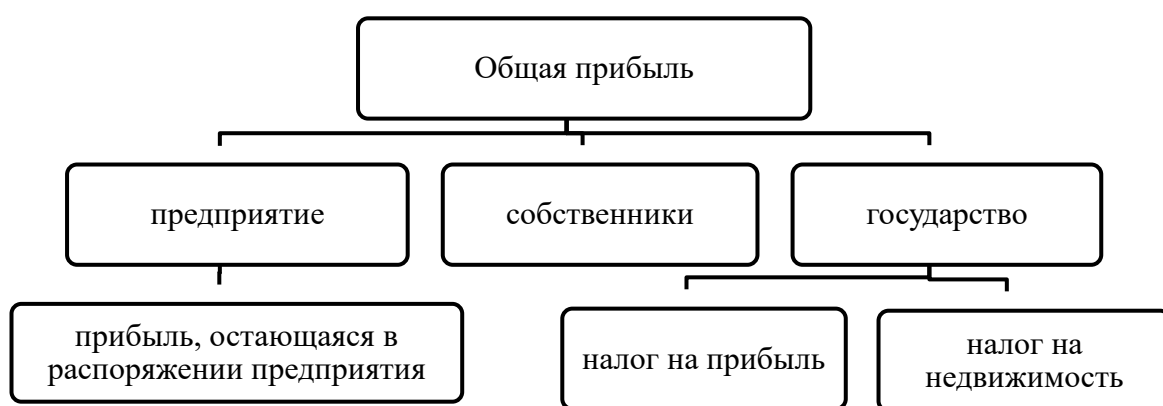 Общая прибыль
предприятие
собственники
государство
прибыль, остающаяся в
распоряжении предприятия
налог на прибыль
налог на
недвижимость